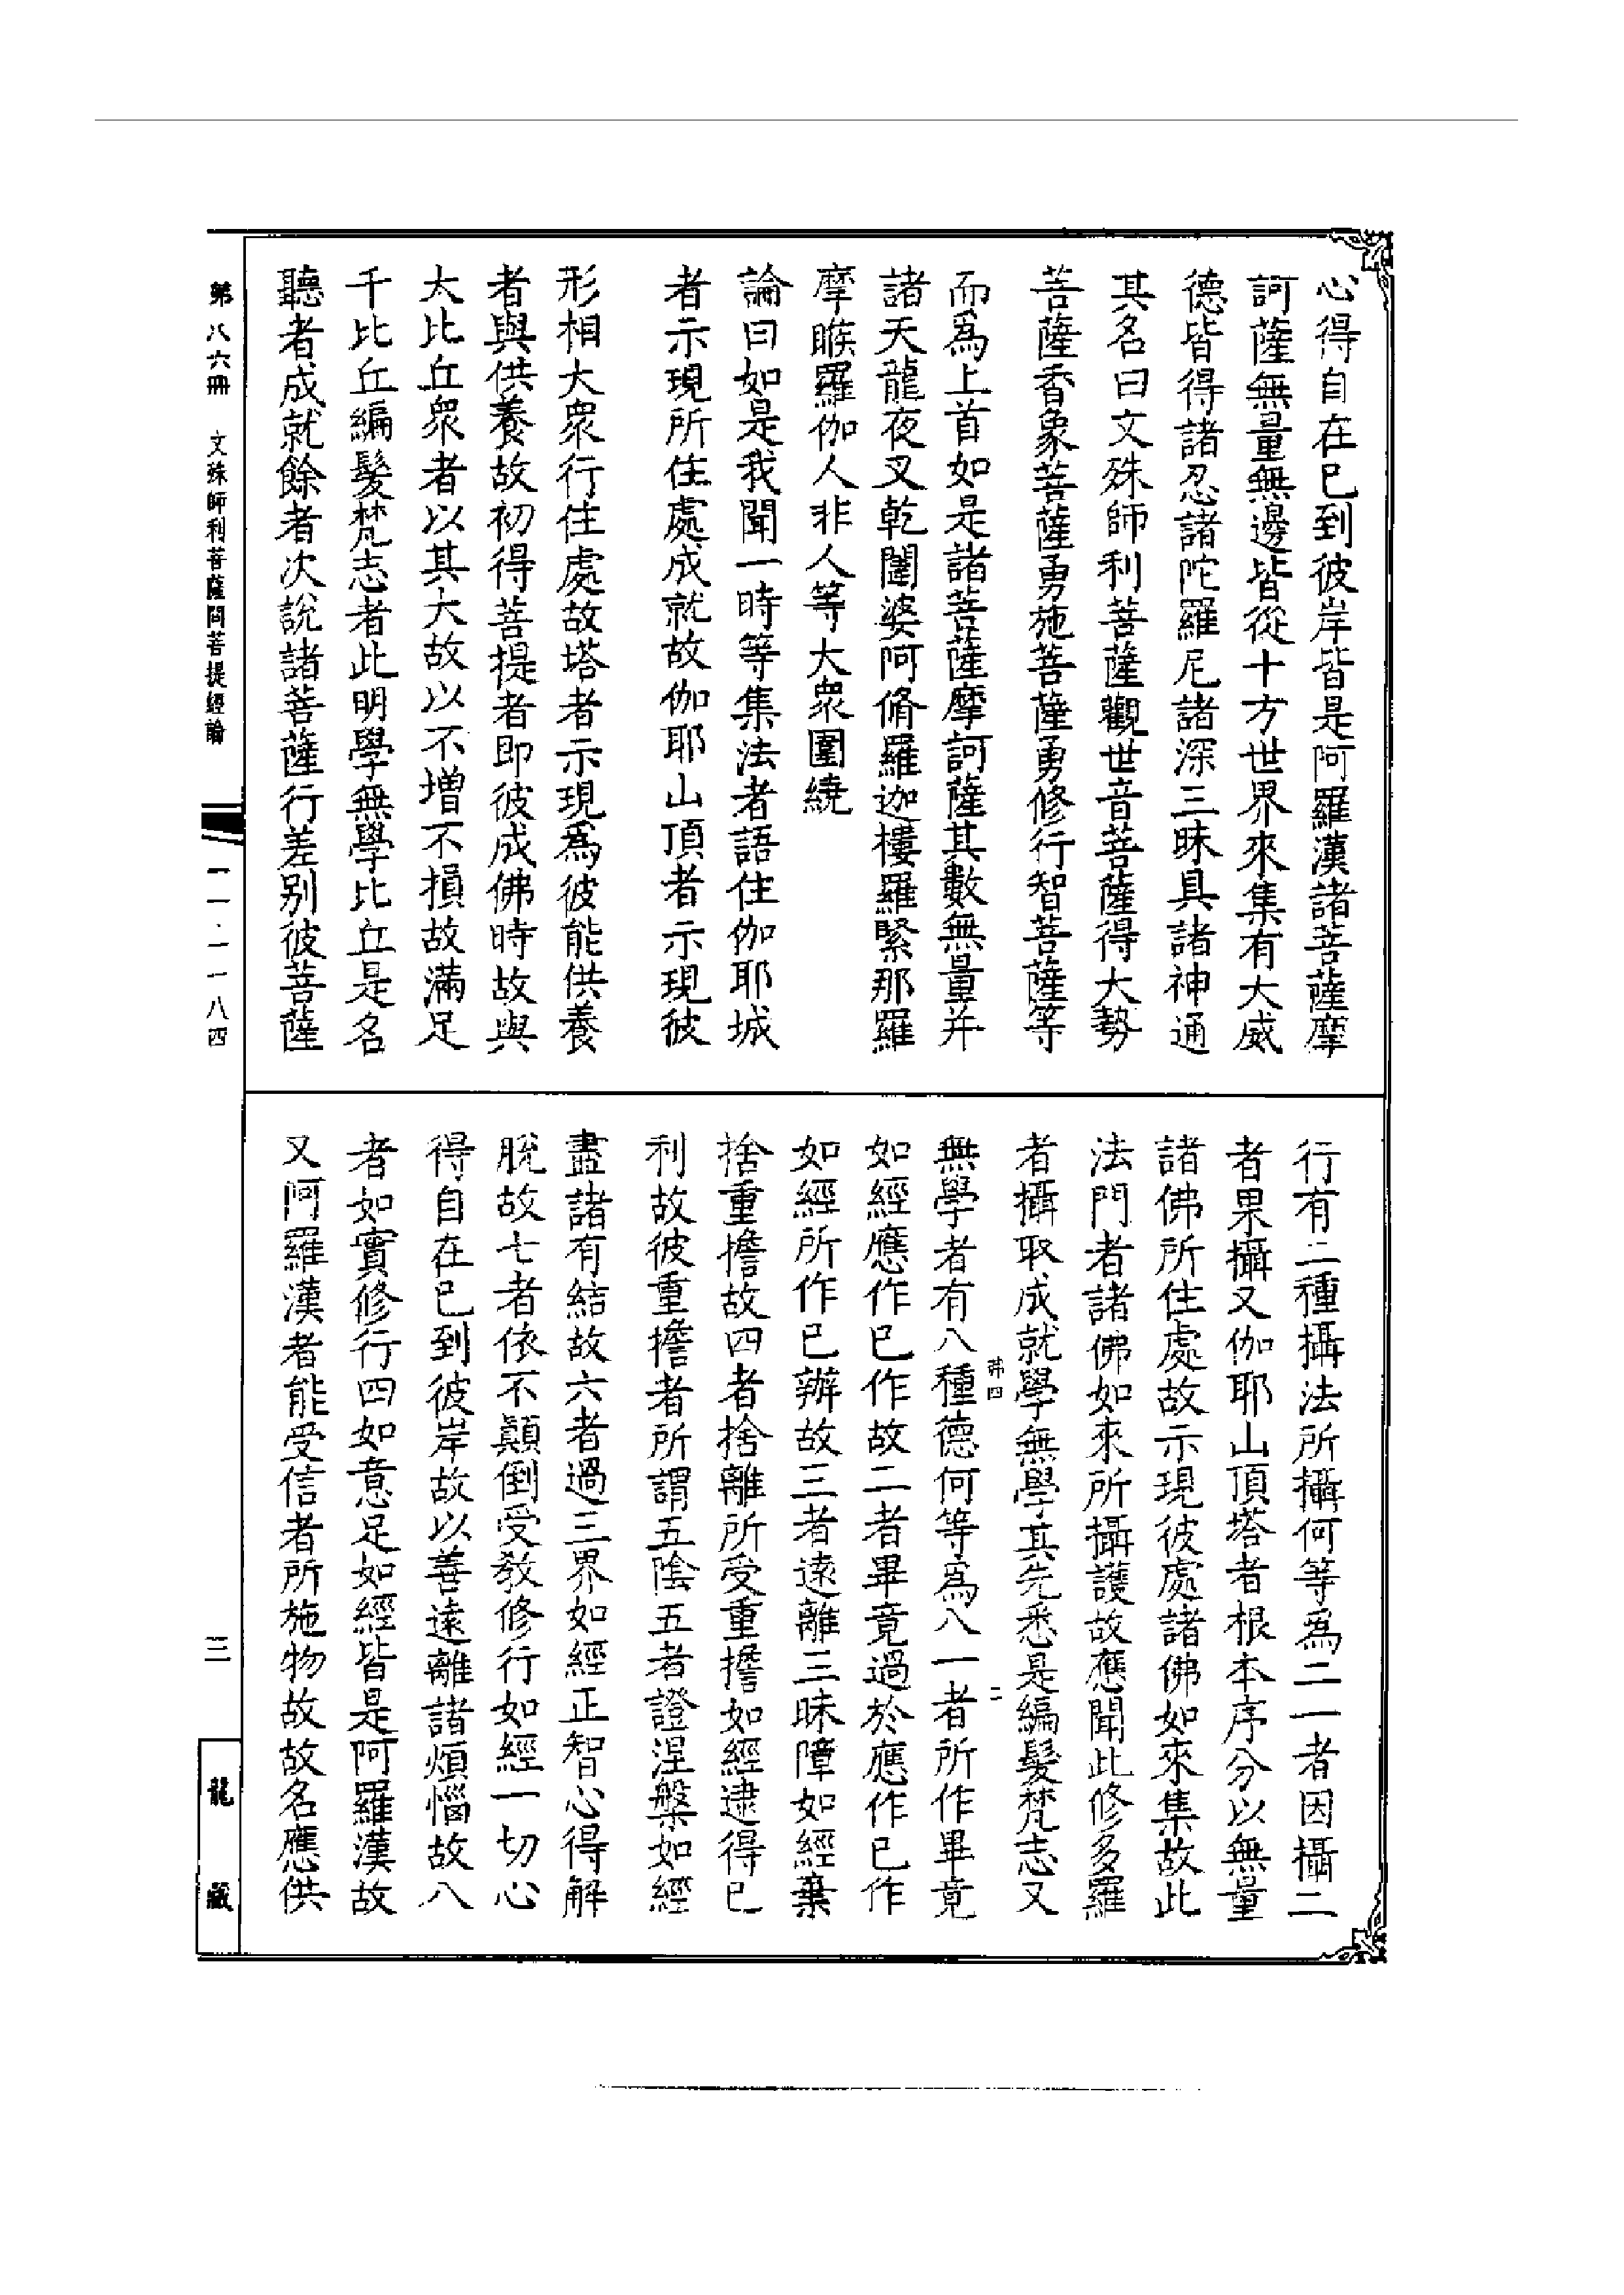 心得自在已到彼岸皆是阿羅漢諸菩薩摩
訶薩無量無邊皆從十方世界來集有大威
德皆得諸忍諸陀羅尼諸深三昧具諸神通
其名曰文殊師利菩薩觀世音菩薩得大勢
菩薩香象菩薩勇施菩薩勇修行智菩薩等
而為上首如是諸菩薩摩訶薩其數無量并
諸天龍夜叉乾闥婆阿脩羅迦樓羅緊那羅
摩睺羅伽人非人等大眾圍繞
論曰如是我聞一時等集法者語住伽耶城
者示現所住處成就故伽耶山頂者示現彼
形相大眾行住處故塔者示現為彼能供養
者與供養故初得菩提者即彼成佛時故與
大比丘眾者以其大故以不增不損故滿足
千比丘編髮梵志者此明學無學比丘是名
聽者成就餘者次說諸菩薩行差別彼菩薩
行有二種攝法所攝何等為二一者因攝二
者果攝又伽耶山頂塔者根本序分以無量
諸佛所住處故示現彼處諸佛如來集故此
法門者諸佛如來所攝護故應聞此修多羅
者攝取成就學無學其先悉是編髮梵志又
無學者有八種德何等為八一者所作畢竟
如經應作已作故二者畢竟過於應作已作
如經所作已辦故三者遠離三昧障如經棄
捨重擔故四者捨離所受重擔如經逮得已
利故彼重擔者所謂五陰五者證涅槃如經
盡諸有結故六者過三界如經正智心得解
脫故七者依不顛倒受教修行如經一切心
得自在已到彼岸故以善遠離諸煩惱故八
者如實修行四如意足如經皆是阿羅漢故
又阿羅漢者能受信者所施物故故名應供
第八六冊 文殊師利菩薩問菩提經論
三
龍藏